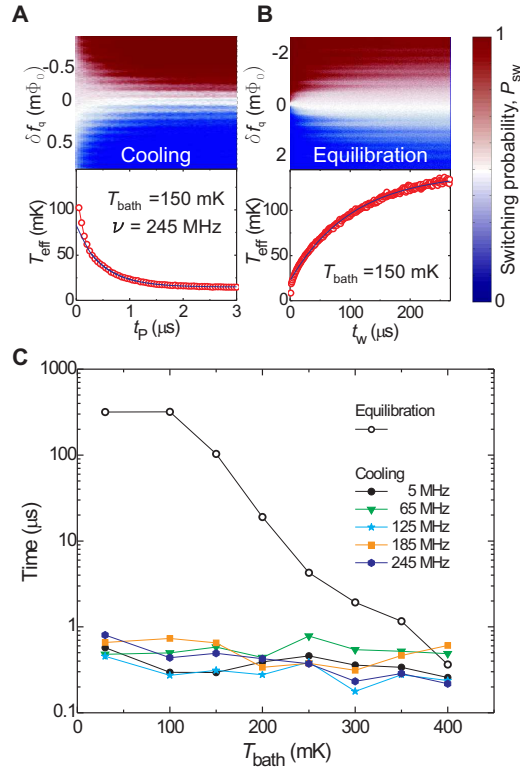 A
B
-0.5
0
0.5
δf_q (mΦ₀)
Cooling
-2
0
2
δf_q (mΦ₀)
Equilibration
1
0
Switching probability, P_sw
100
50
0
T_eff (mK)
T_bath =150 mK
ν = 245 MHz
0 1 2 3
t_P (μs)
100
50
0
T_eff (mK)
T_bath =150 mK
0 100 200
t_w (μs)
C
1000
100
10
1
0.1
Time (μs)
Equilibration
Cooling
5 MHz
65 MHz
125 MHz
185 MHz
245 MHz
0 100 200 300 400
T_bath (mK)